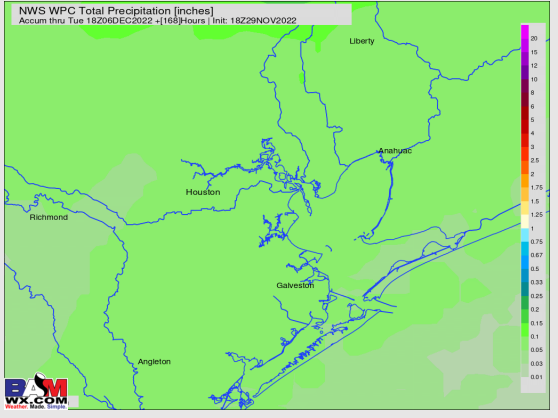 NWS WPC Total Precipitation [inches]
Accum thru Tue 18Z06DEC2022 +[168]Hours | Init: 18Z29NOV2022
Liberty
Anahuac
Houston
Richmond
Galveston
Angleton
20
15
12
10
8
6
5
4
3
2.5
2
1.75
1.5
1.25
1
0.75
0.67
0.5
0.33
0.25
0.2
0.15
0.1
0.05
0.03
0.01
BAM
WX.COM
Weather. Made. Simple.